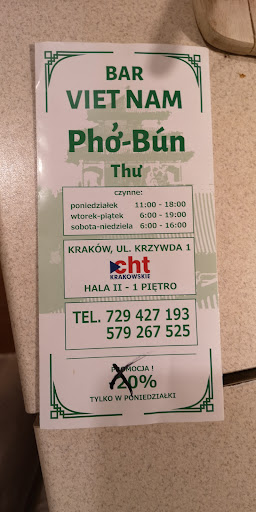 BAR
VIET NAM
Phở-Bún
Thư
czynne:
poniedziałek 11:00 - 18:00
wtorek-piątek 6:00 - 19:00
sobota-niedziela 6:00 - 16:00
KRAKÓW, UL. KRZYWDA 1
cht
KRAKOWSKIE
HALA II - 1 PIĘTRO
TEL. 729 427 193
579 267 525
PROMOCJA !
-20%
TYLKO W PONIEDZIAŁKI